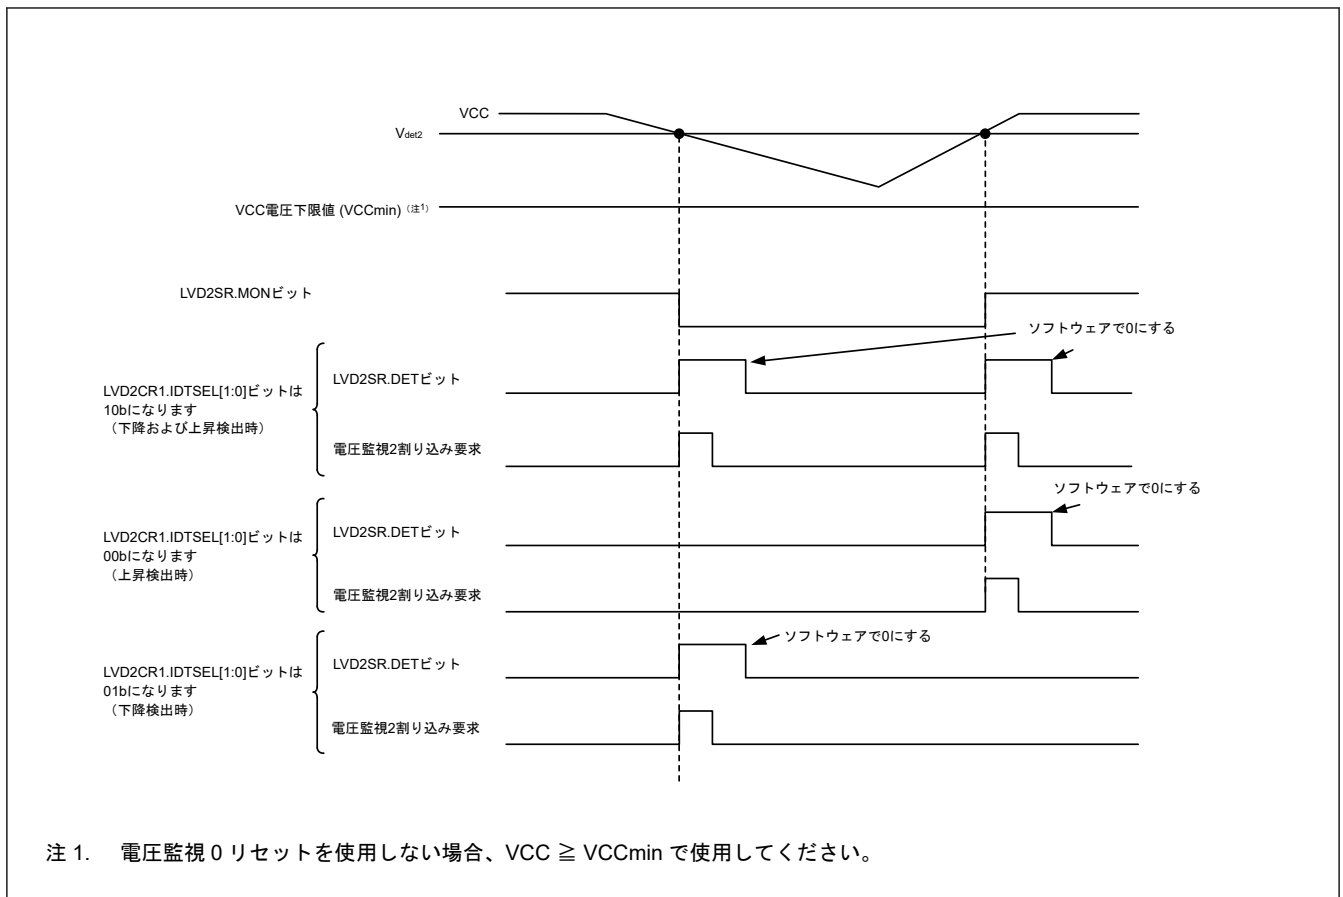 VCC
Vdet2
VCC電圧下限値 (VCCmin)（注1）
LVD2SR.MONビット
ソフトウェアで0にする
LVD2CR1.IDTSEL[1:0]ビットは
10bになります
（下降および上昇検出時）
LVD2SR.DETビット
電圧監視2割り込み要求
ソフトウェアで0にする
LVD2CR1.IDTSEL[1:0]ビットは
00bになります
（上昇検出時）
LVD2SR.DETビット
電圧監視2割り込み要求
ソフトウェアで0にする
LVD2CR1.IDTSEL[1:0]ビットは
01bになります
（下降検出時）
LVD2SR.DETビット
電圧監視2割り込み要求
注 1. 電圧監視 0 リセットを使用しない場合、VCC ≧ VCCmin で使用してください。